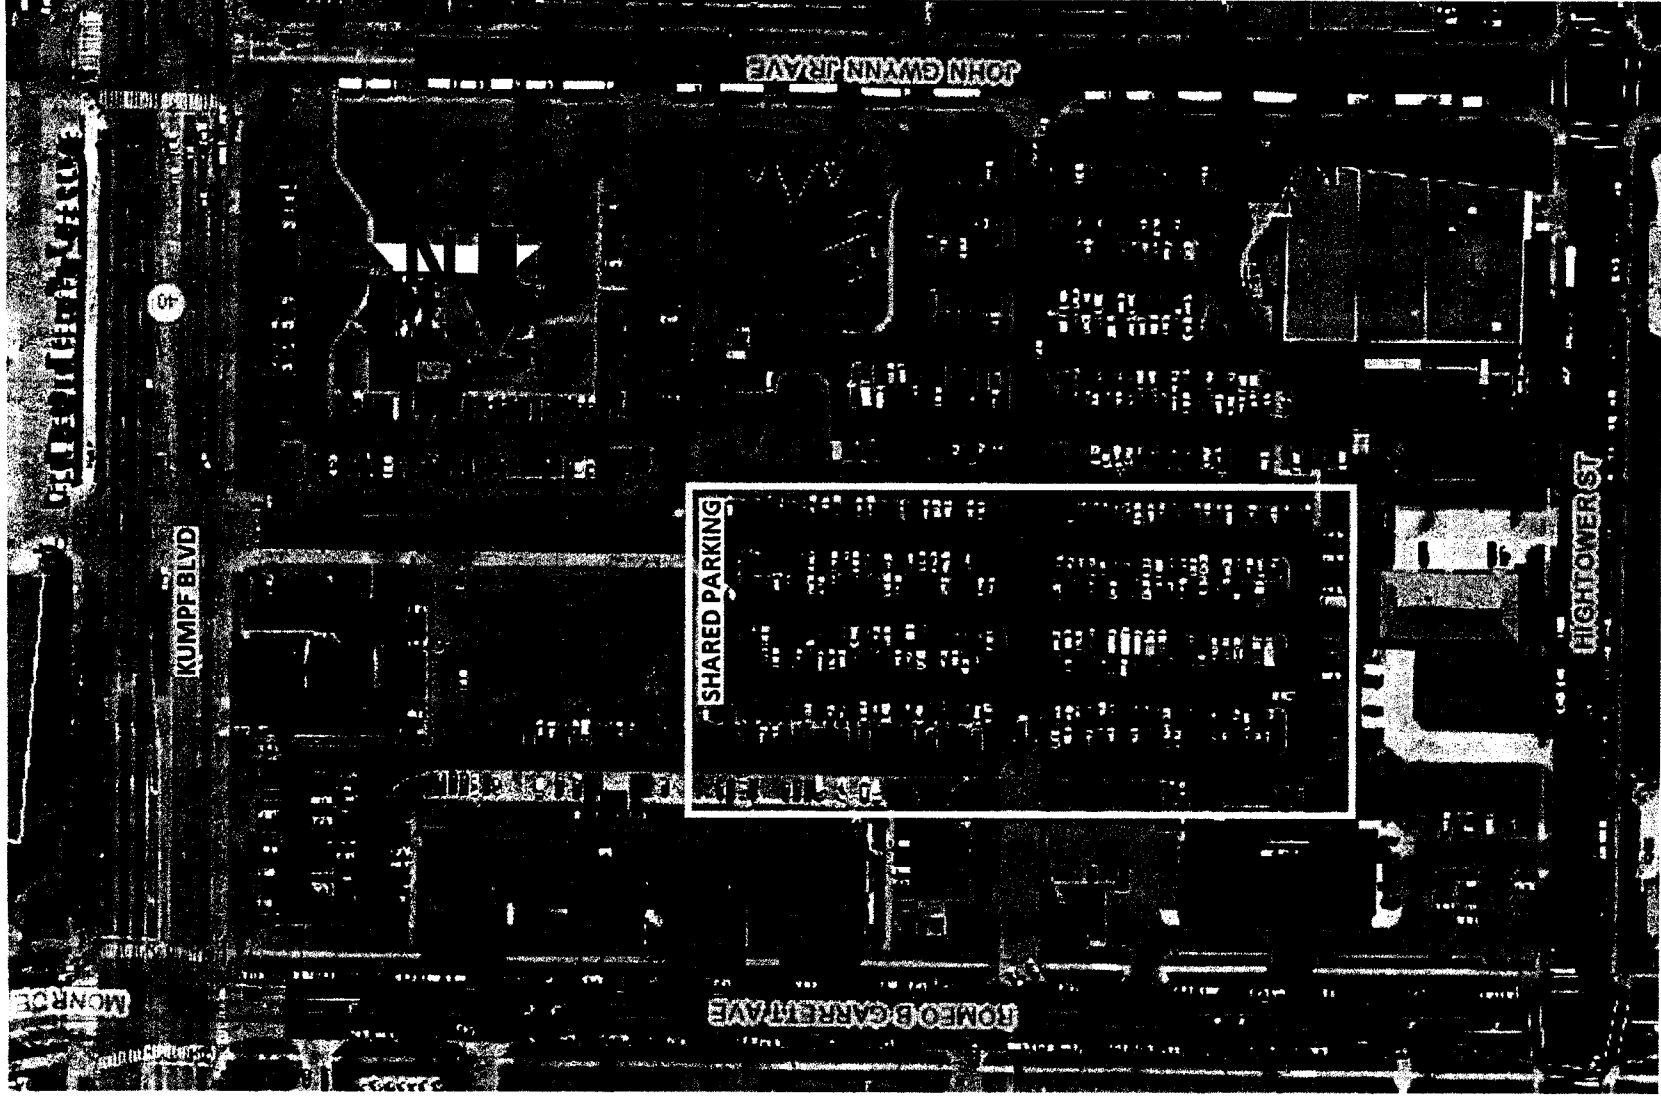 JOHN GWYNN JR AVE
40
KUMPF BLVD
SHARED PARKING
HIGHTOWER ST
MONROE
ROMEO B GARRETT AVE